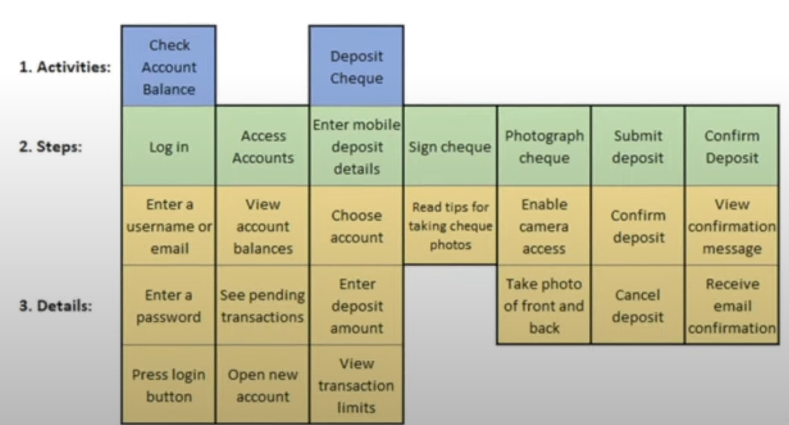 Check
Account
Balance
Deposit
Cheque
1. Activities:
2. Steps:
Log in
Access
Accounts
Enter mobile
deposit
details
Sign cheque
Photograph
cheque
Submit
deposit
Confirm
Deposit
Enter a
username or
email
View
account
balances
Choose
account
Read tips for
taking cheque
photos
Enable
camera
access
Confirm
deposit
View
confirmation
message
3. Details:
Enter a
password
See pending
transactions
Enter
deposit
amount
Take photo
of front and
back
Cancel
deposit
Receive
email
confirmation
Press login
button
Open new
account
View
transaction
limits